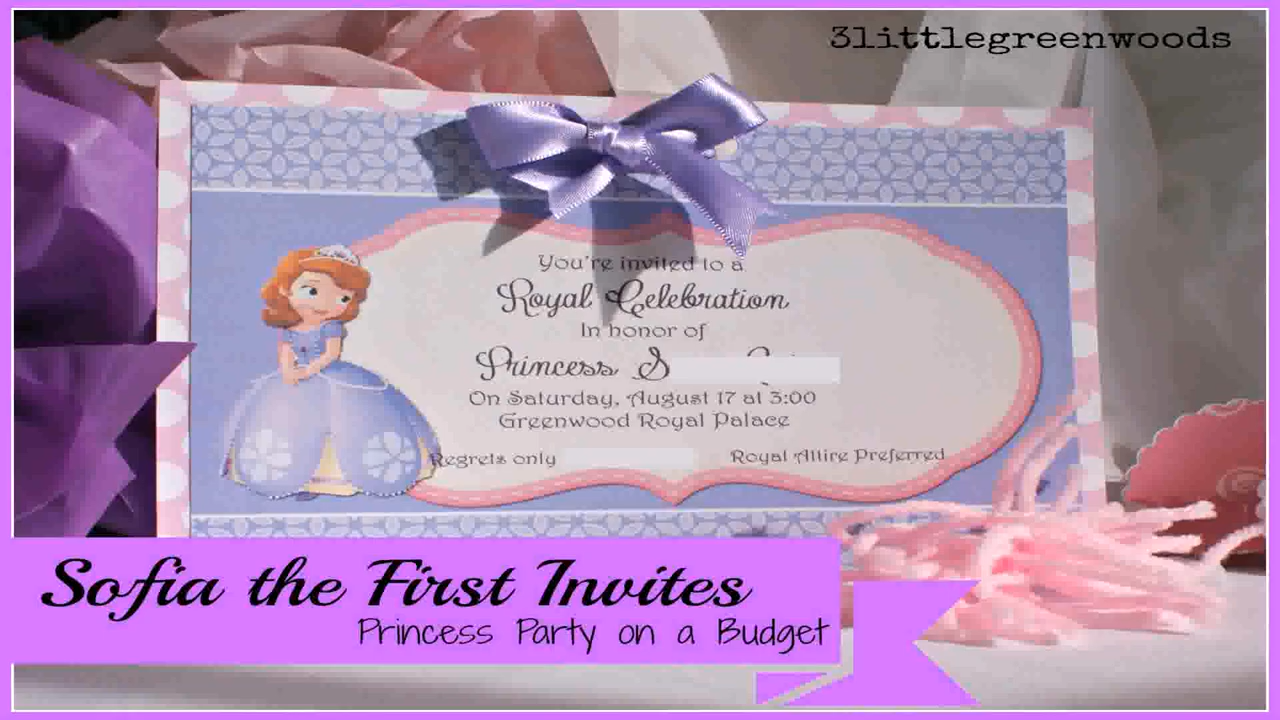 3littlegreenwoods
You're invited to a
Royal Celebration
In honor of
Princess S
On Saturday, August 17 at 3:00
Greenwood Royal Palace
Regrets only
Royal Attire Preferred
Sofia the First Invites
Princess Party on a Budget